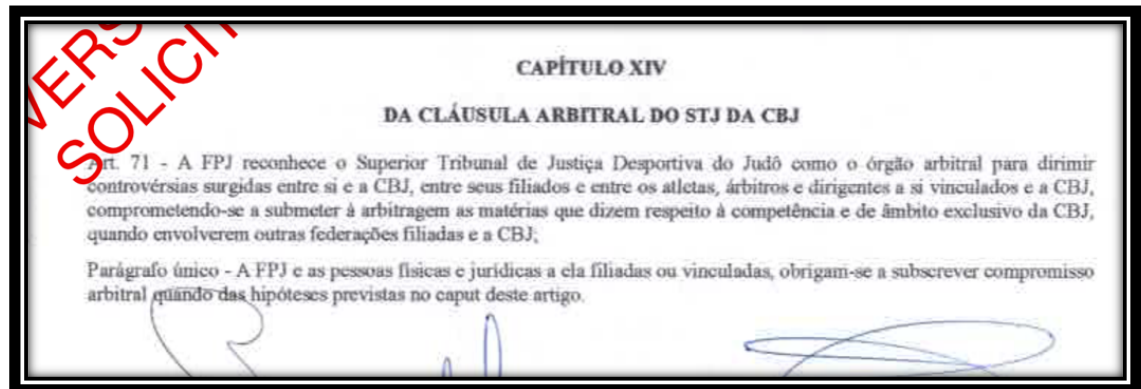 VERS
SOLICIT
CAPÍTULO XIV
DA CLÁUSULA ARBITRAL DO STJ DA CBJ
Art. 71 - A FPJ reconhece o Superior Tribunal de Justiça Desportiva do Judô como o órgão arbitral para dirimir
controvérsias surgidas entre si e a CBJ, entre seus filiados e entre os atletas, árbitros e dirigentes a si vinculados e a CBJ,
comprometendo-se a submeter à arbitragem as matérias que dizem respeito à competência e de âmbito exclusivo da CBJ,
quando envolverem outras federações filiadas e a CBJ;
Parágrafo único - A FPJ e as pessoas físicas e jurídicas a ela filiadas ou vinculadas, obrigam-se a subscrever compromisso
arbitral quando das hipóteses previstas no caput deste artigo.